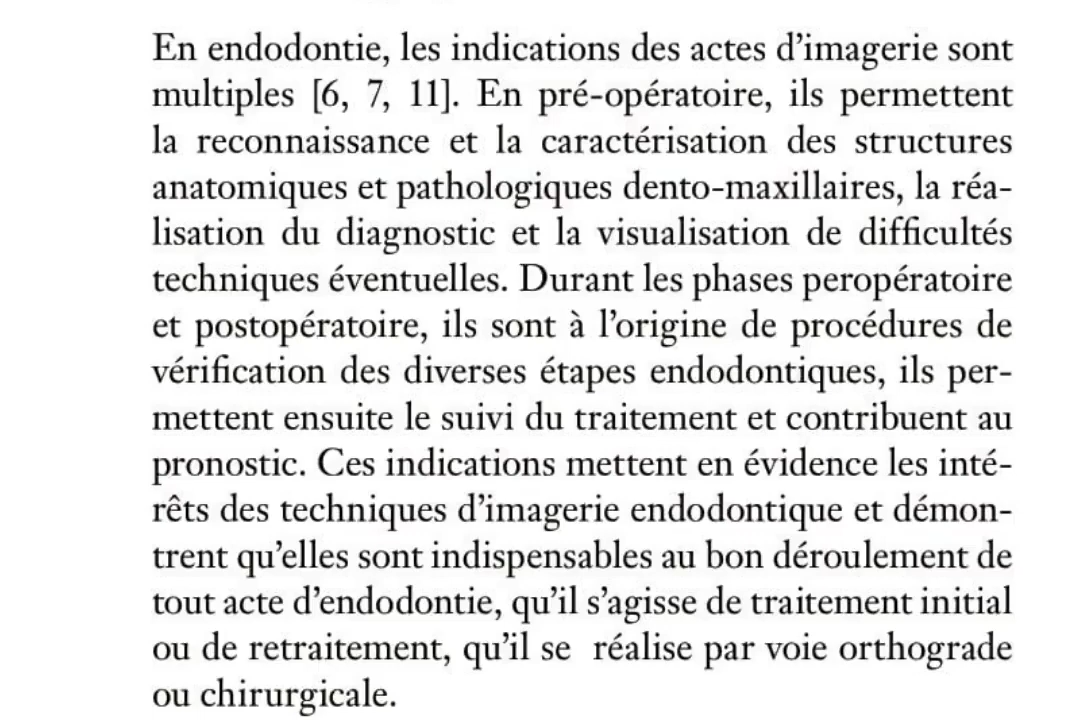 En endodontie, les indications des actes d’imagerie sont
multiples [6, 7, 11]. En pré-opératoire, ils permettent
la reconnaissance et la caractérisation des structures
anatomiques et pathologiques dento-maxillaires, la réa-
lisation du diagnostic et la visualisation de difficultés
techniques éventuelles. Durant les phases peropératoire
et postopératoire, ils sont à l’origine de procédures de
vérification des diverses étapes endodontiques, ils per-
mettent ensuite le suivi du traitement et contribuent au
pronostic. Ces indications mettent en évidence les inté-
rêts des techniques d’imagerie endodontique et démon-
trent qu’elles sont indispensables au bon déroulement de
tout acte d’endodontie, qu’il s’agisse de traitement initial
ou de retraitement, qu’il se  réalise par voie orthograde
ou chirurgicale.